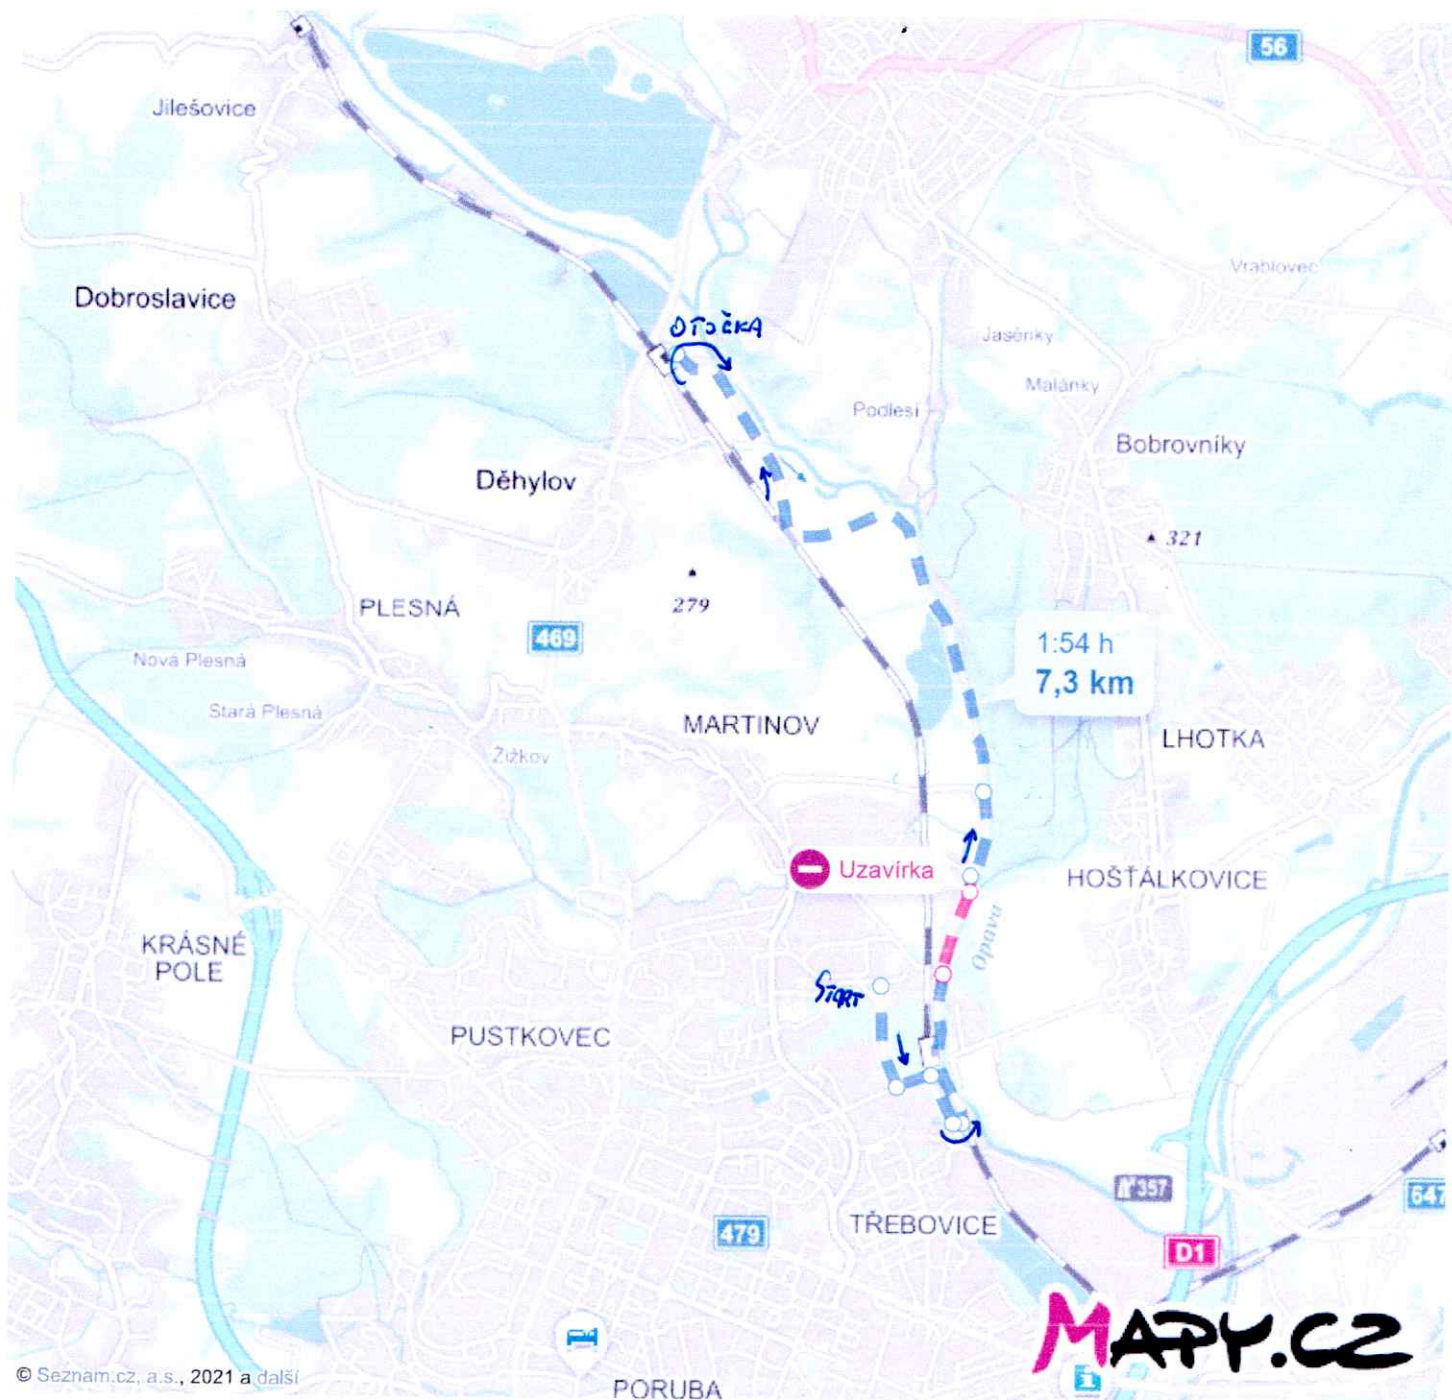 56
Jilešovice
Vrablovec
Dobroslavice
OTOČKA
Jasénky
Malánky
Podlesí
Bobrovníky
Děhylov
321
279
PLESNÁ
469
1:54 h
7,3 km
Nová Plesná
Stará Plesná
MARTINOV
LHOTKA
Žižkov
Uzavírka
HOŠŤÁLKOVICE
Opava
KRÁSNÉ
POLE
START
PUSTKOVEC
357
647
TŘEBOVICE
479
D1
MAPY.CZ
© Seznam.cz, a.s., 2021 a další
PORUBA